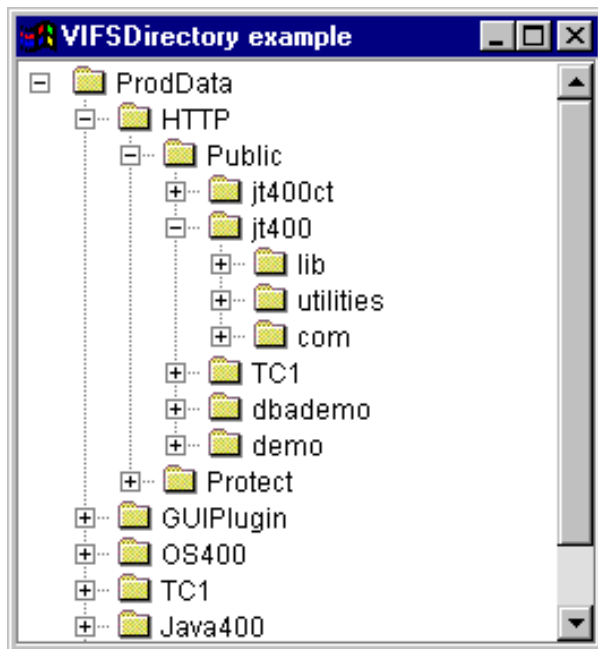 VIFSDirectory example
ProdData
HTTP
Public
jt400ct
jt400
lib
utilities
com
TC1
dbademo
demo
Protect
GUIPlugin
OS400
TC1
Java400